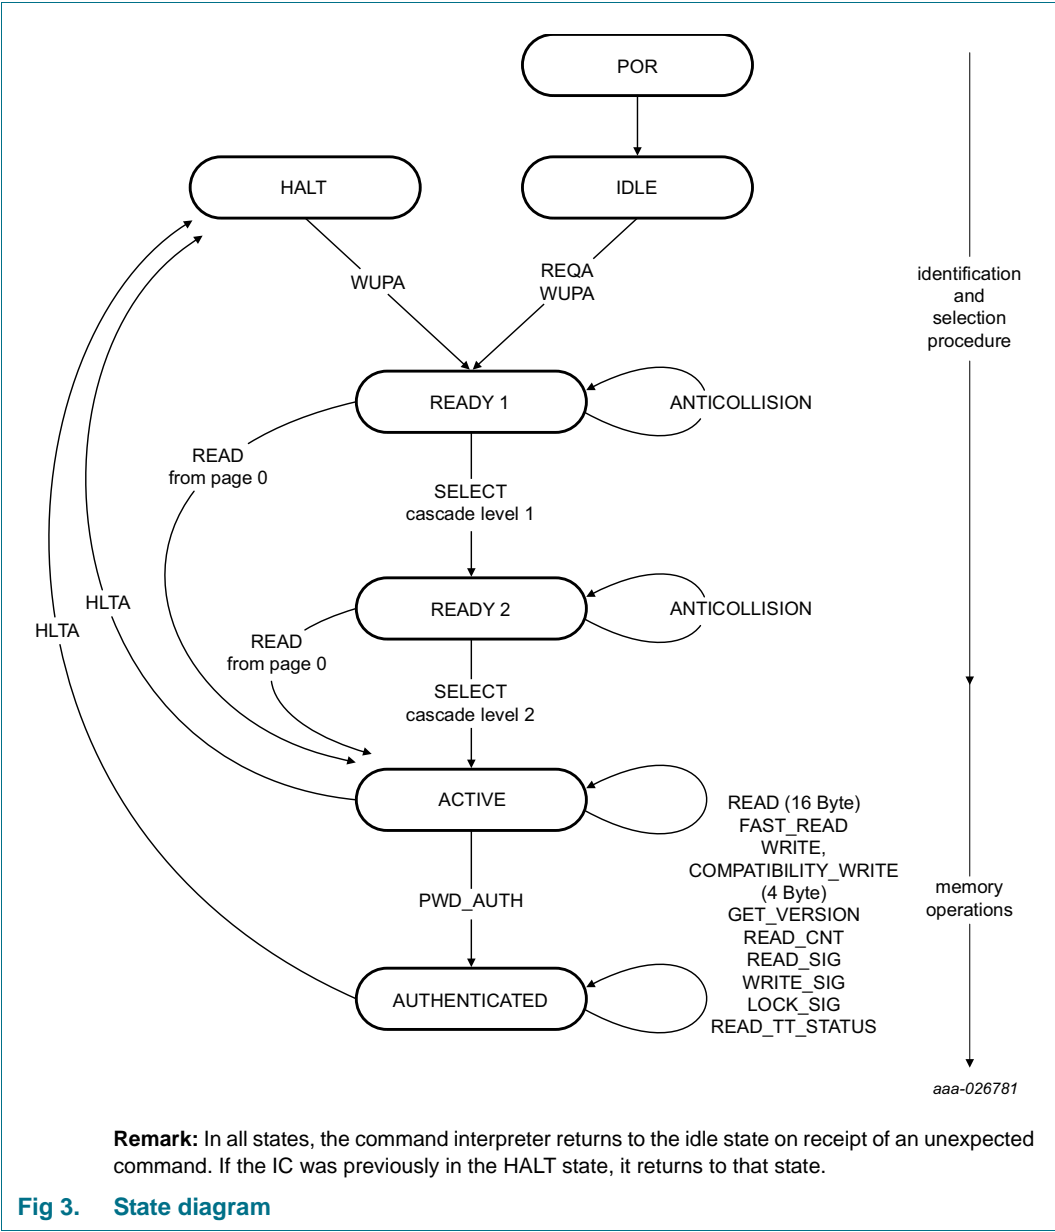 POR
HALT
IDLE
WUPA
REQA
WUPA
identification
and
selection
procedure
READY 1
ANTICOLLISION
READ
from page 0
SELECT
cascade level 1
READY 2
ANTICOLLISION
HLTA
HLTA
READ
from page 0
SELECT
cascade level 2
ACTIVE
READ (16 Byte)
FAST_READ
WRITE,
COMPATIBILITY_WRITE
(4 Byte)
GET_VERSION
READ_CNT
READ_SIG
WRITE_SIG
LOCK_SIG
READ_TT_STATUS
PWD_AUTH
memory
operations
AUTHENTICATED
aaa-026781
Remark: In all states, the command interpreter returns to the idle state on receipt of an unexpected
command. If the IC was previously in the HALT state, it returns to that state.
Fig 3. State diagram